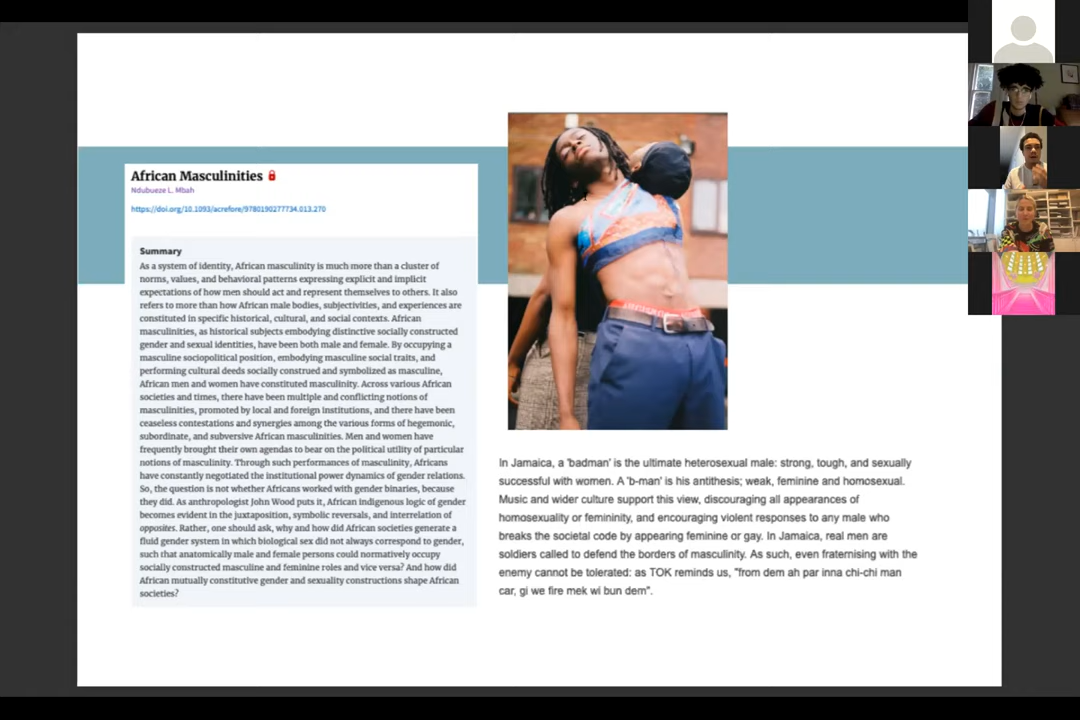 African Masculinities
Ndubueze L. Mbah
https://doi.org/10.1093/acrefore/9780190277734.013.270
Summary
As a system of identity, African masculinity is much more than a cluster of
norms, values, and behavioral patterns expressing explicit and implicit
expectations of how men should act and represent themselves to others. It also
refers to more than how African male bodies, subjectivities, and experiences are
constituted in specific historical, cultural, and social contexts. African
masculinities, as historical subjects embodying distinctive socially constructed
gender and sexual identities, have been both male and female. By occupying a
masculine sociopolitical position, embodying masculine social traits, and
performing cultural deeds socially construed and symbolized as masculine,
African men and women have constituted masculinity. Across various African
societies and times, there have been multiple and conflicting notions of
masculinities, promoted by local and foreign institutions, and there have been
ceaseless contestations and synergies among the various forms of hegemonic,
subordinate, and subversive African masculinities. Men and women have
frequently brought their own agendas to bear on the political utility of particular
notions of masculinity. Through such performances of masculinity, Africans
have constantly negotiated the institutional power dynamics of gender relations.
So, the question is not whether Africans worked with gender binaries, because
they did. As anthropologist John Wood puts it, African indigenous logic of gender
becomes evident in the juxtaposition, symbolic reversals, and interrelation of
opposites. Rather, one should ask, why and how did African societies generate a
fluid gender system in which biological sex did not always correspond to gender,
such that anatomically male and female persons could normatively occupy
socially constructed masculine and feminine roles and vice versa? And how did
African mutually constitutive gender and sexuality constructions shape African
societies?
In Jamaica, a 'badman' is the ultimate heterosexual male: strong, tough, and sexually
successful with women. A 'b-man' is his antithesis; weak, feminine and homosexual.
Music and wider culture support this view, discouraging all appearances of
homosexuality or femininity, and encouraging violent responses to any male who
breaks the societal code by appearing feminine or gay. In Jamaica, real men are
soldiers called to defend the borders of masculinity. As such, even fraternising with the
enemy cannot be tolerated: as TOK reminds us, "from dem ah par inna chi-chi man
car, gi we fire mek wi bun dem".